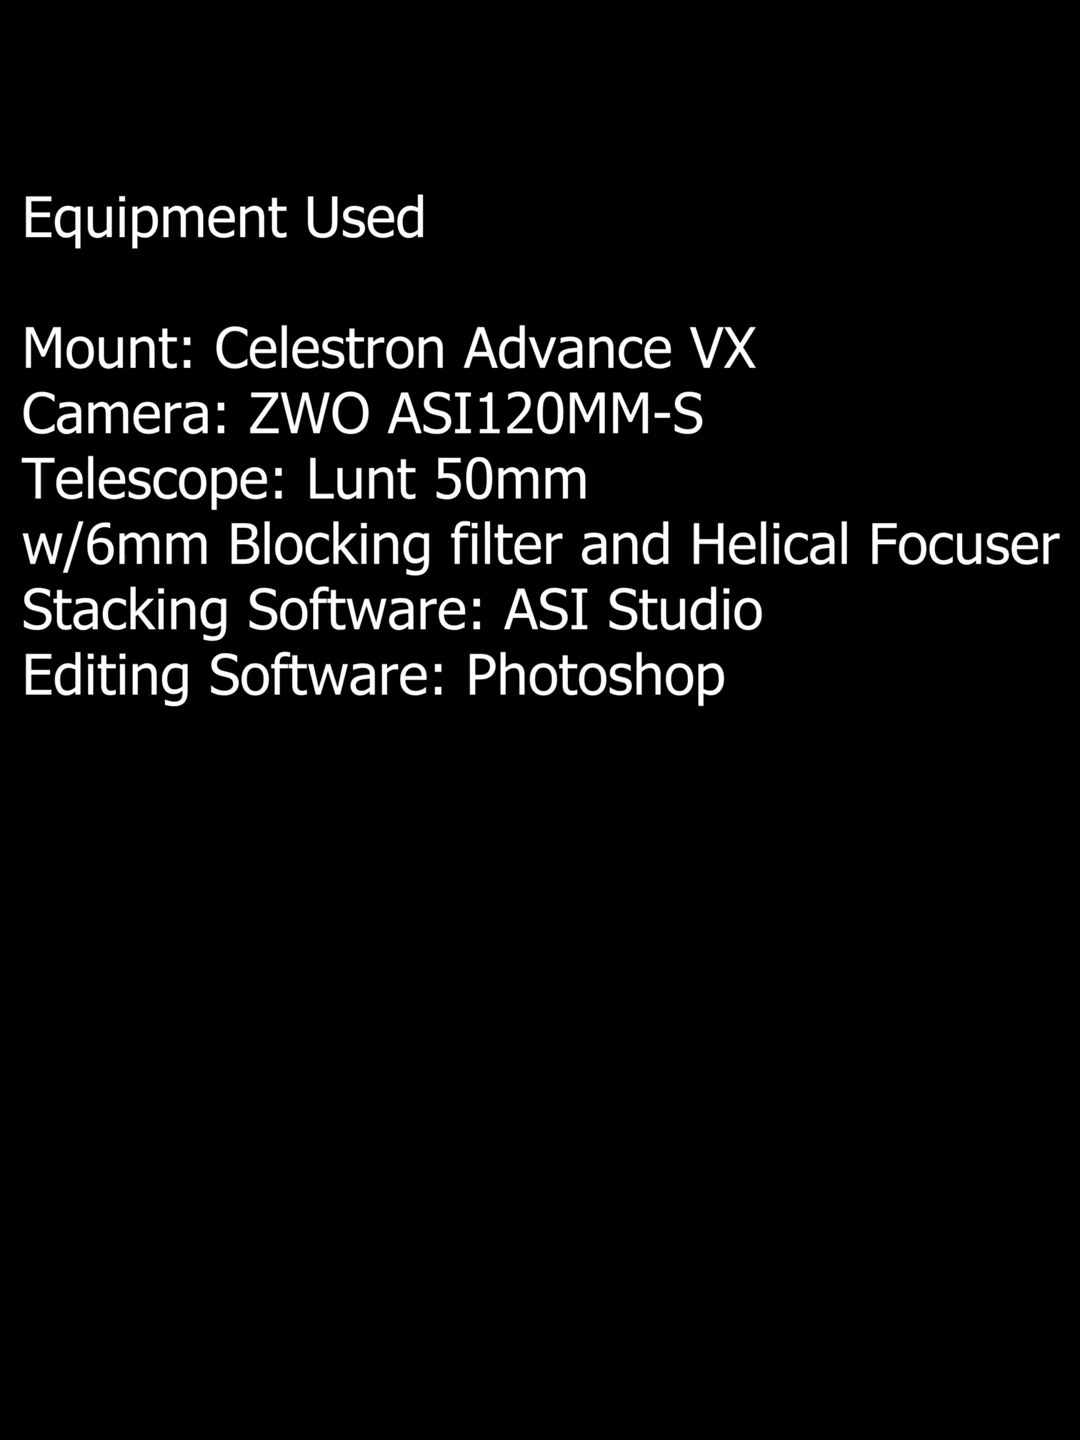 Equipment Used
Mount: Celestron Advance VX
Camera: ZWO ASI120MM-S
Telescope: Lunt 50mm
w/6mm Blocking filter and Helical Focuser
Stacking Software: ASI Studio
Editing Software: Photoshop